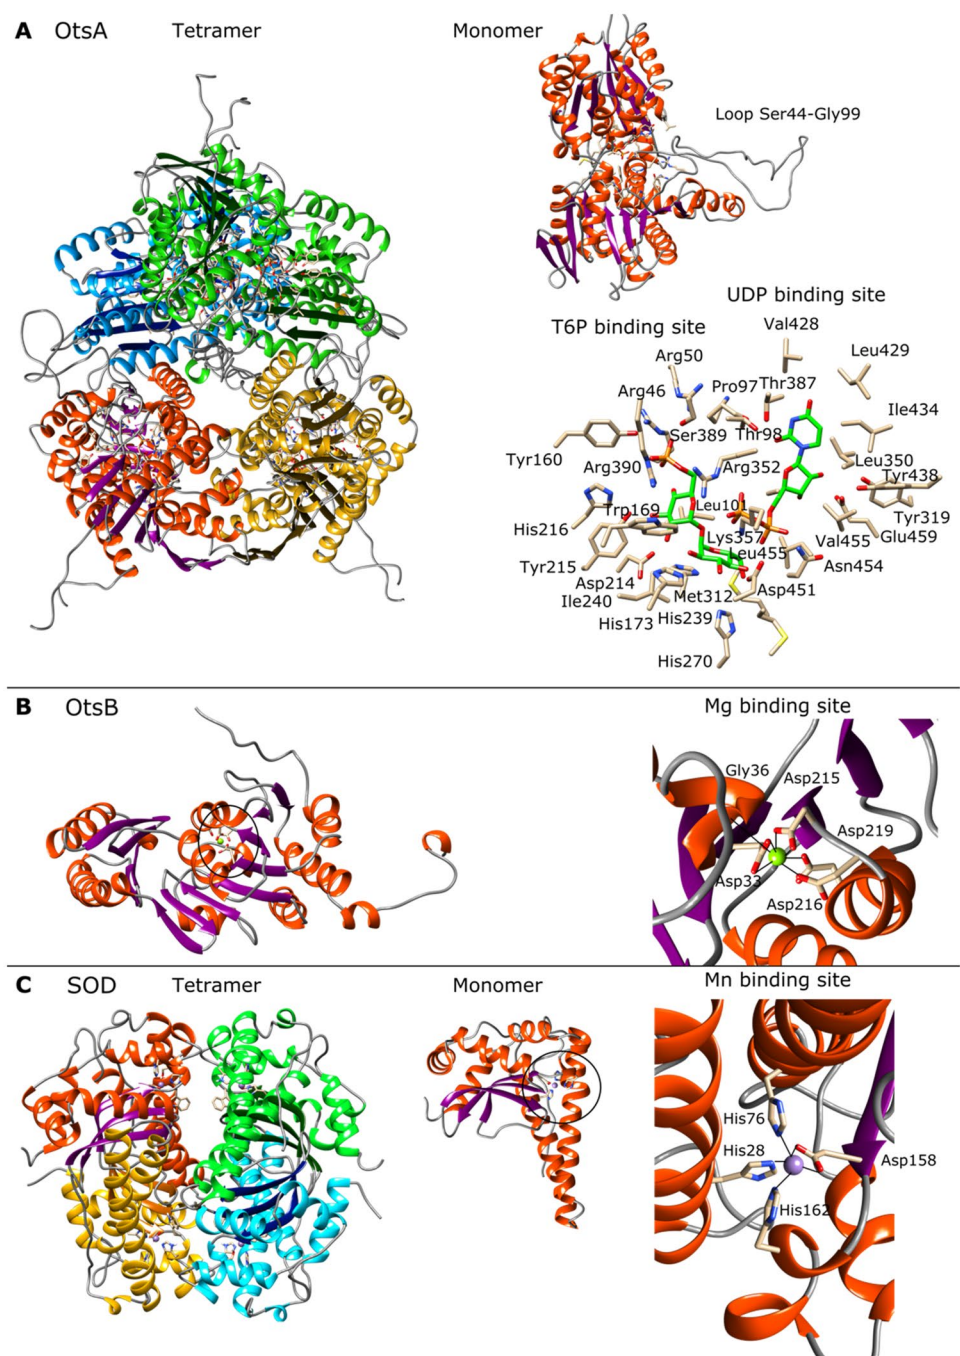 A OtsA Tetramer Monomer
Loop Ser44-Gly99
UDP binding site
T6P binding site
Val428
Leu429
Arg50
Arg46
Pro97
Thr387
Ile434
Ser389
Thr98
Tyr160
Arg390
Arg352
Leu350
Tyr438
Trp169
Leu101
Tyr319
His216
Lys357
Val455
Glu459
Leu455
Tyr215
Asn454
Asp214
Met312
Asp451
Ile240
His173
His239
His270
B OtsB Mg binding site
Gly36
Asp215
Asp219
Asp33
Asp216
C SOD Tetramer Monomer Mn binding site
His76
His28
Asp158
His162